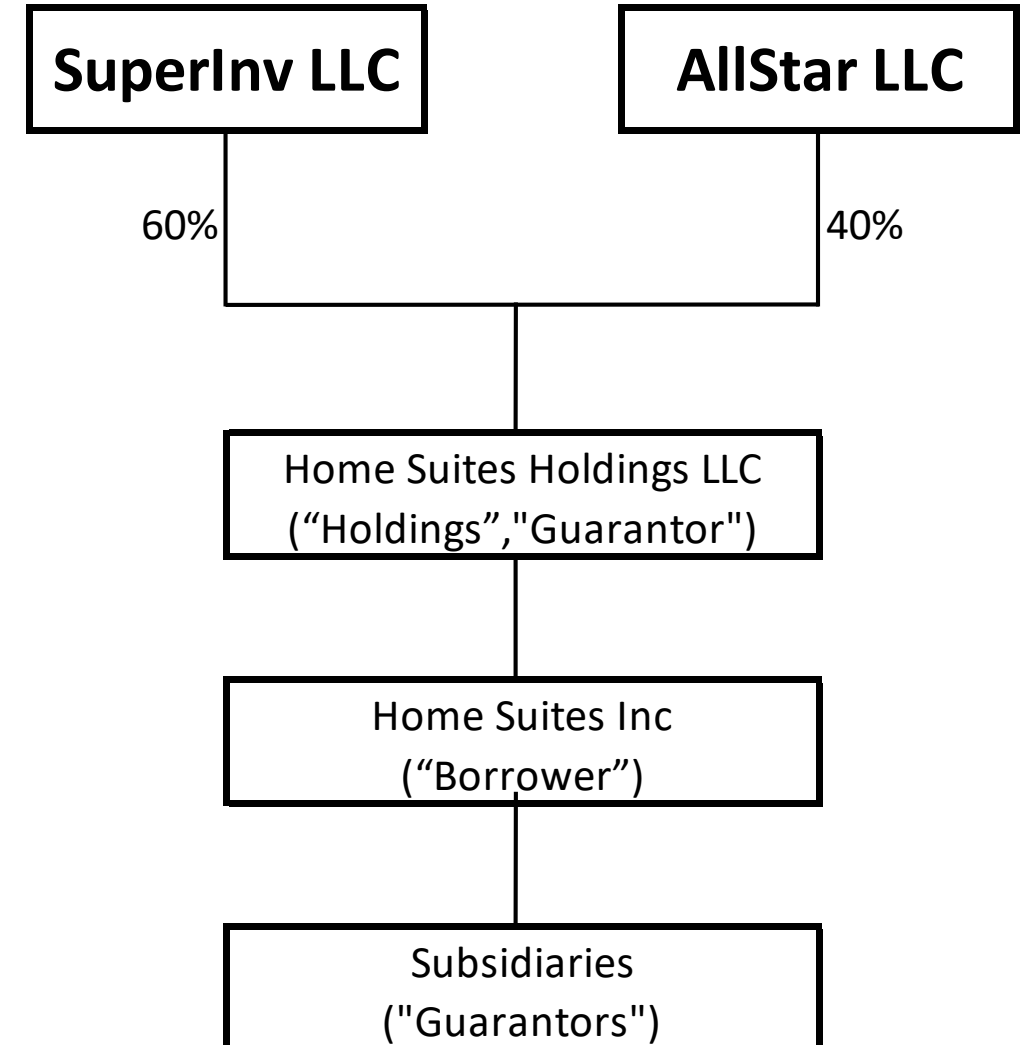 SuperInv LLC
AllStar LLC
60%
40%
Home Suites Holdings LLC
(“Holdings”,"Guarantor")
Home Suites Inc
(“Borrower”)
Subsidiaries
("Guarantors")